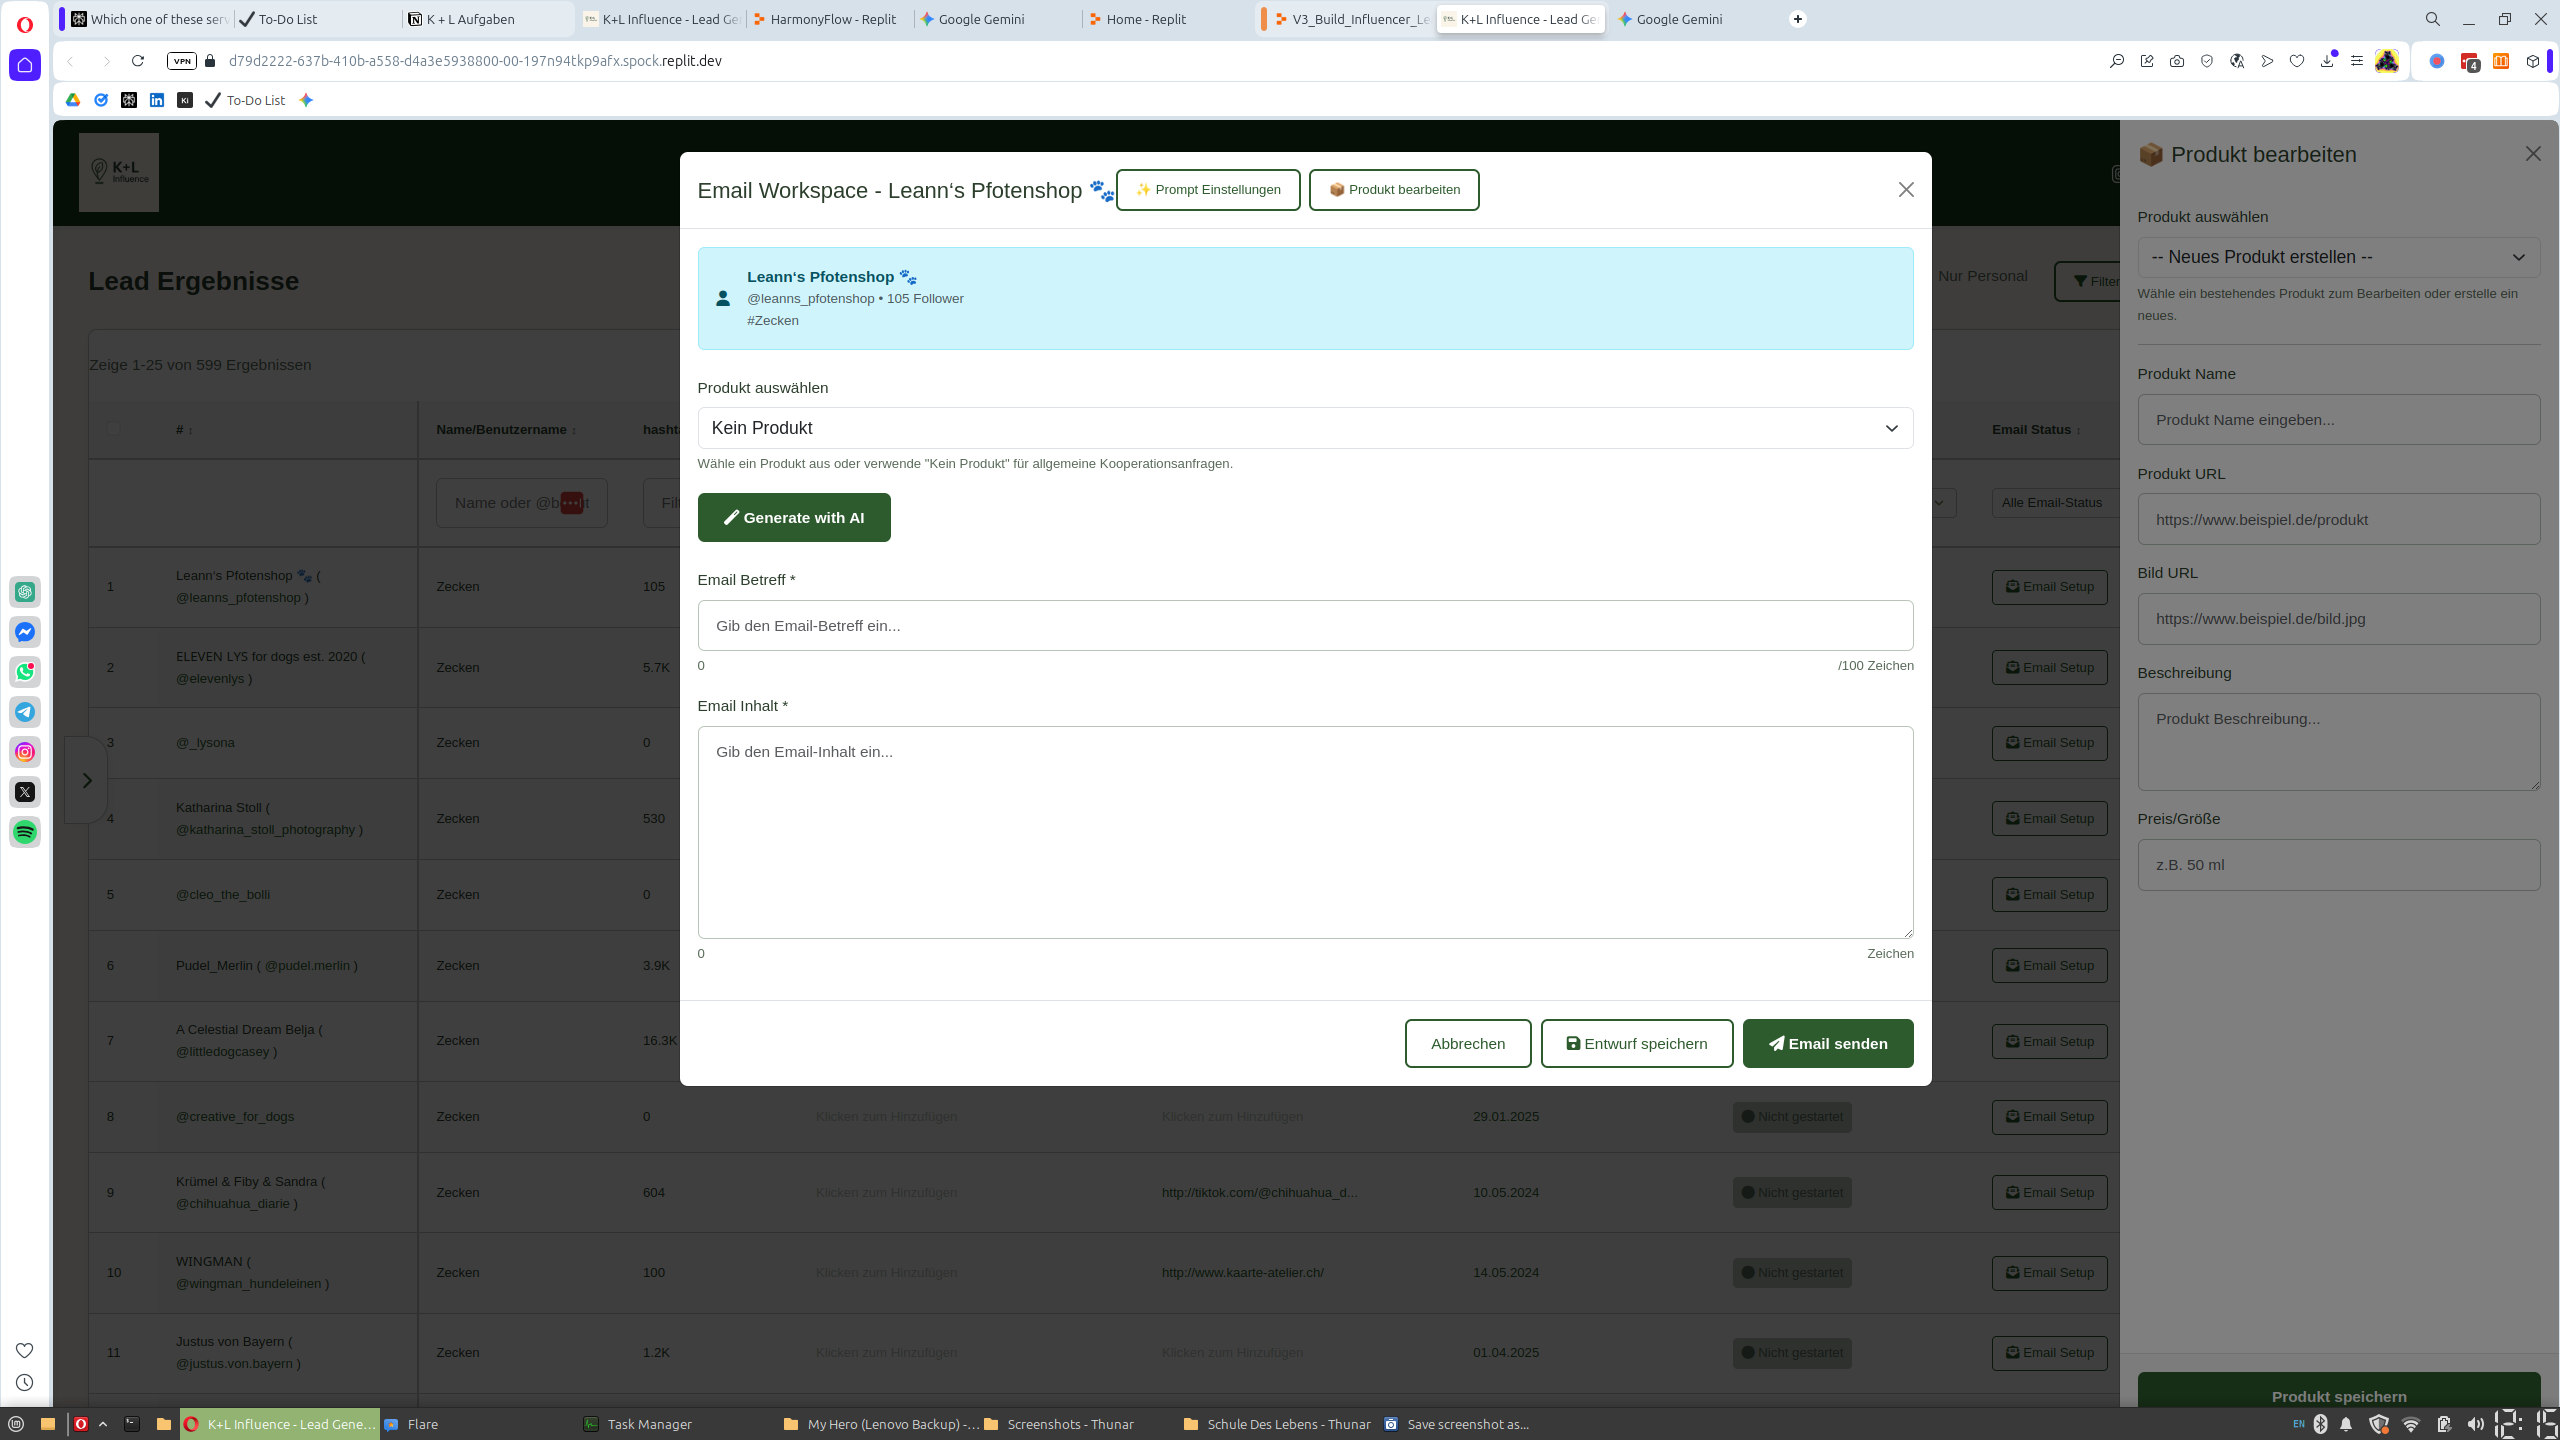 Which one of these serv
To-Do List
K + L Aufgaben
K+L Influence - Lead Ge
HarmonyFlow - Replit
Google Gemini
Home - Replit
V3_Build_Influencer_Le
K+L Influence - Lead Ge
Google Gemini
VPN
d79d2222-637b-410b-a558-d4a3e5938800-00-197n94tkp9afx.spock.replit.dev
4
Ki
To-Do List
K+L
Influence
Email Workspace - Leann‘s Pfotenshop 🐾
✨ Prompt Einstellungen
📦 Produkt bearbeiten
Leann‘s Pfotenshop 🐾
@leanns_pfotenshop • 105 Follower
#Zecken
Produkt auswählen
Kein Produkt
Wähle ein Produkt aus oder verwende "Kein Produkt" für allgemeine Kooperationsanfragen.
Generate with AI
Email Betreff *
Gib den Email-Betreff ein...
0
/100 Zeichen
Email Inhalt *
Gib den Email-Inhalt ein...
0
Zeichen
Abbrechen
Entwurf speichern
Email senden
📦 Produkt bearbeiten
Produkt auswählen
-- Neues Produkt erstellen --
Wähle ein bestehendes Produkt zum Bearbeiten oder erstelle ein
neues.
Produkt Name
Produkt Name eingeben...
Produkt URL
https://www.beispiel.de/produkt
Bild URL
https://www.beispiel.de/bild.jpg
Beschreibung
Produkt Beschreibung...
Preis/Größe
z.B. 50 ml
Produkt speichern
Lead Ergebnisse
Nur Personal
Filter
Zeige 1-25 von 599 Ergebnissen
# ↕
Name/Benutzername ↕
Email Status ↕
Alle Email-Status
1
Leann‘s Pfotenshop 🐾 (
@leanns_pfotenshop )
Zecken
105
Email Setup
2
ELEVEN LYS for dogs est. 2020 (
@elevenlys )
Zecken
5.7K
Email Setup
3
@_lysona
Zecken
0
Email Setup
4
Katharina Stoll (
@katharina_stoll_photography )
Zecken
530
Email Setup
5
@cleo_the_bolli
Zecken
0
Email Setup
6
Pudel_Merlin ( @pudel.merlin )
Zecken
3.9K
Email Setup
7
A Celestial Dream Belja (
@littledogcasey )
Zecken
16.3K
Email Setup
8
@creative_for_dogs
Zecken
0
Klicken zum Hinzufügen
Klicken zum Hinzufügen
29.01.2025
Nicht gestartet
Email Setup
9
Krümel & Fiby & Sandra (
@chihuahua_diarie )
Zecken
604
Klicken zum Hinzufügen
http://tiktok.com/@chihuahua_d...
10.05.2024
Nicht gestartet
Email Setup
10
WINGMAN (
@wingman_hundeleinen )
Zecken
100
Klicken zum Hinzufügen
http://www.kaarte-atelier.ch/
14.05.2024
Nicht gestartet
Email Setup
11
Justus von Bayern (
@justus.von.bayern )
Zecken
1.2K
Klicken zum Hinzufügen
Klicken zum Hinzufügen
01.04.2025
Nicht gestartet
Email Setup
K+L Influence - Lead Gene...
Flare
Task Manager
My Hero (Lenovo Backup) -...
Screenshots - Thunar
Schule Des Lebens - Thunar
Save screenshot as...
EN
12:15